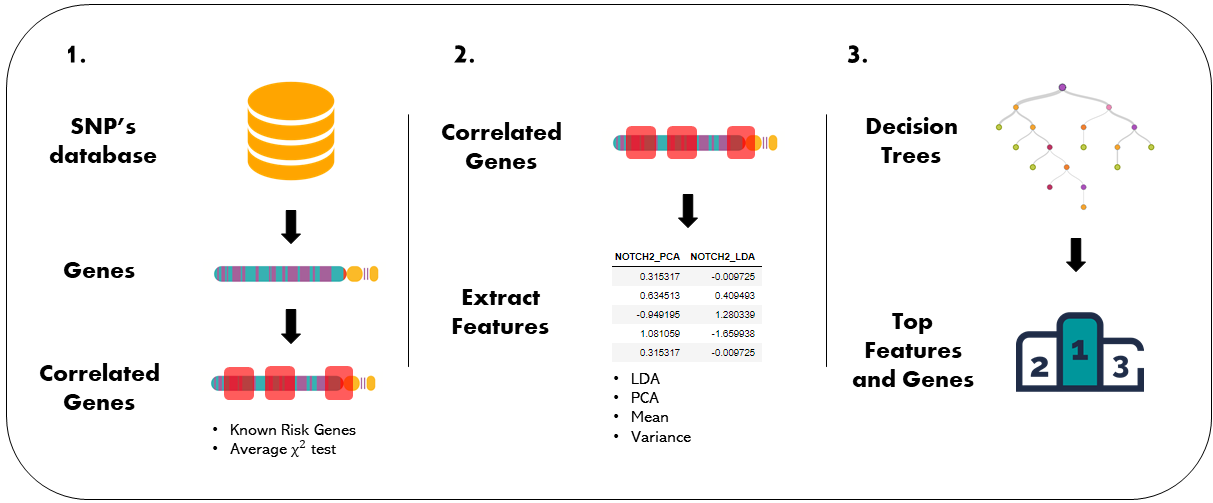 1.
SNP's
database
Genes
Correlated
Genes
• Known Risk Genes
• Average χ² test
2.
Correlated
Genes
Extract
Features
NOTCH2_PCA NOTCH2_LDA
0.315317 -0.009725
0.634513 0.409493
-0.949195 1.280339
1.081059 -1.659938
0.315317 -0.009725
• LDA
• PCA
• Mean
• Variance
3.
Decision
Trees
Top
Features
and Genes
2 1 3